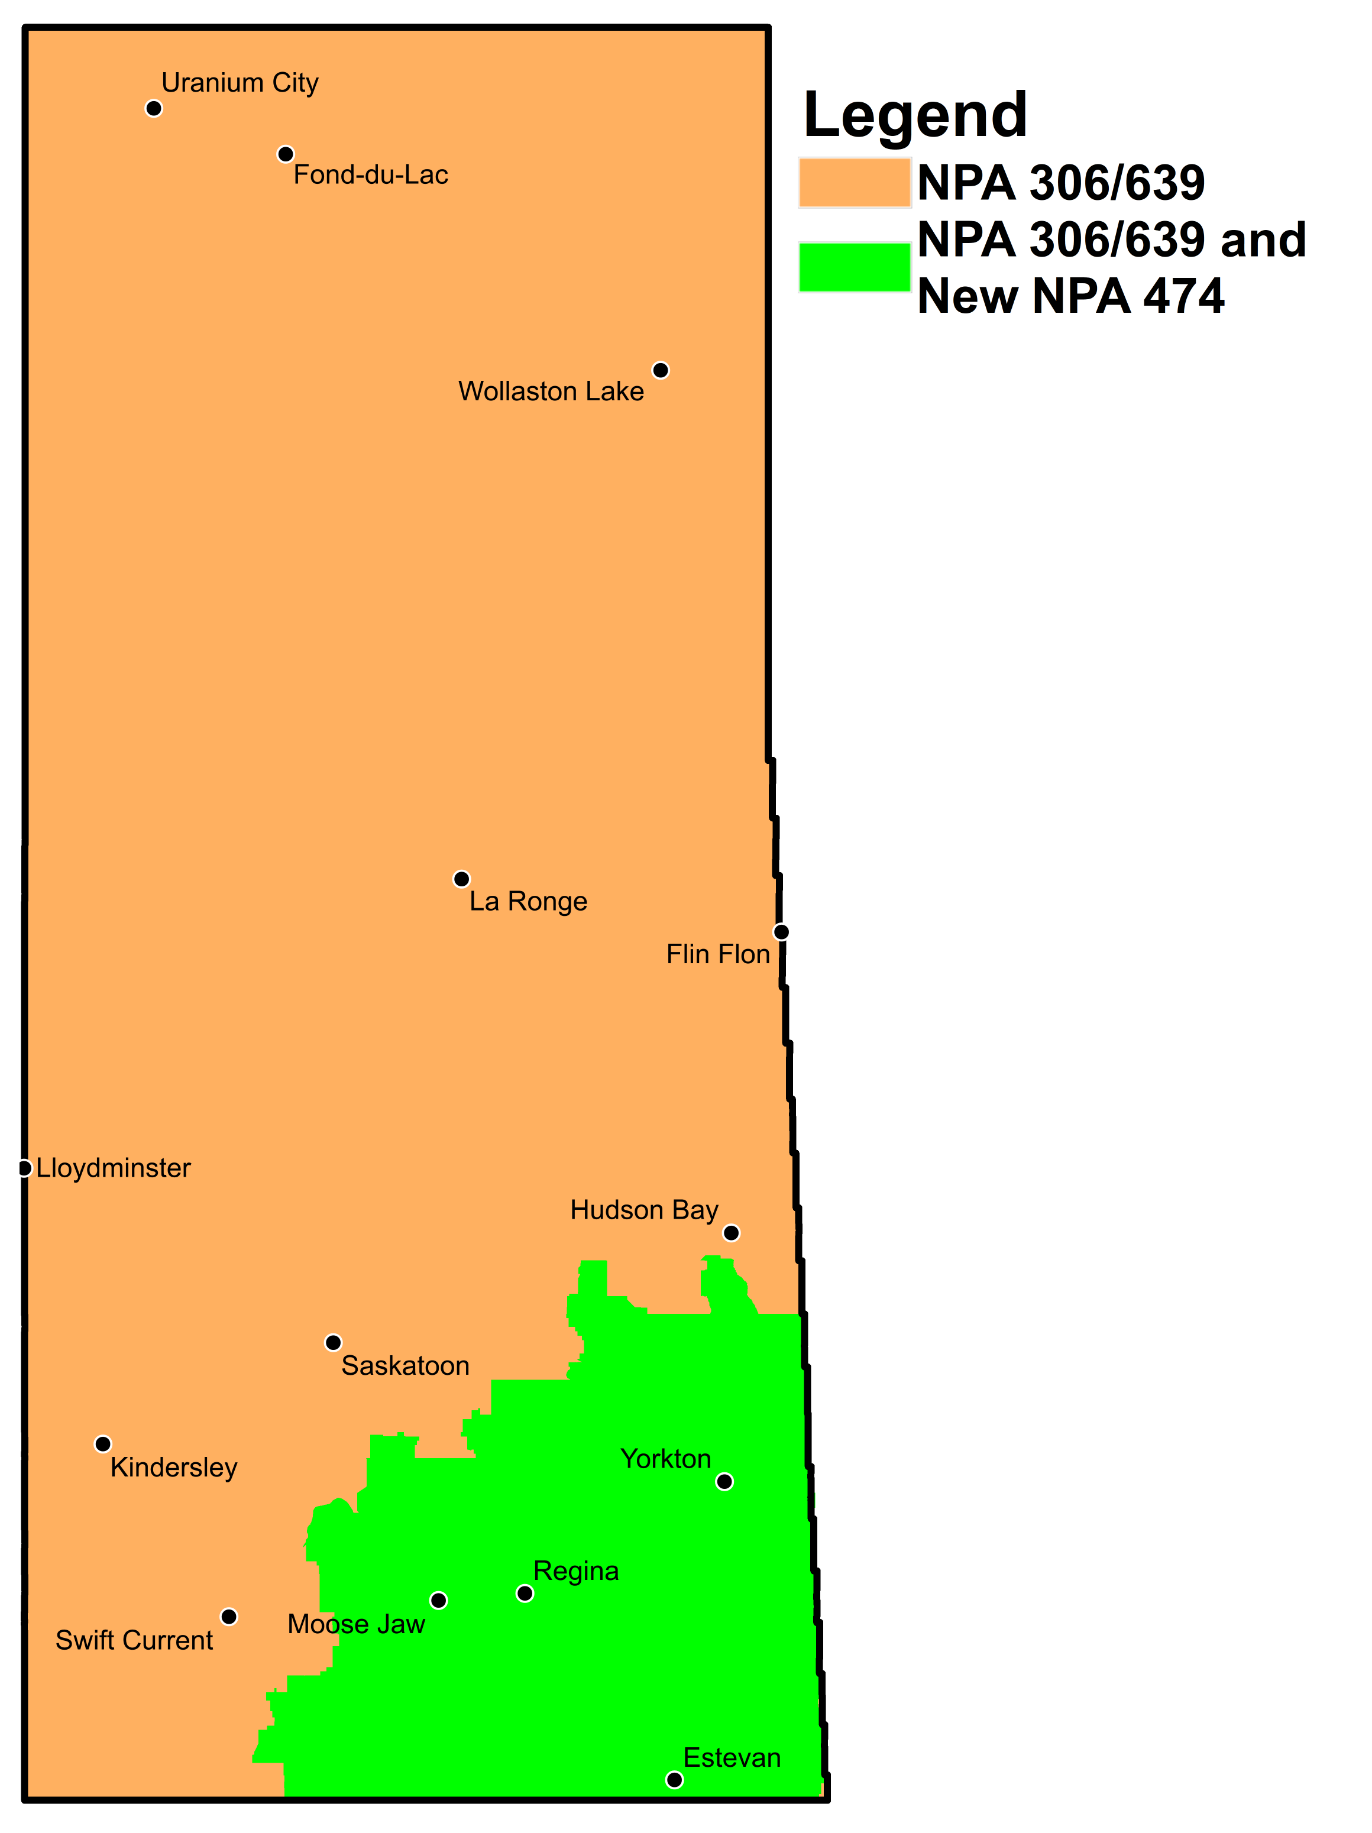 Uranium City
Fond-du-Lac
Legend
NPA 306/639
NPA 306/639 and
New NPA 474
Wollaston Lake
La Ronge
Flin Flon
Lloydminster
Hudson Bay
Saskatoon
Kindersley
Yorkton
Regina
Moose Jaw
Swift Current
Estevan